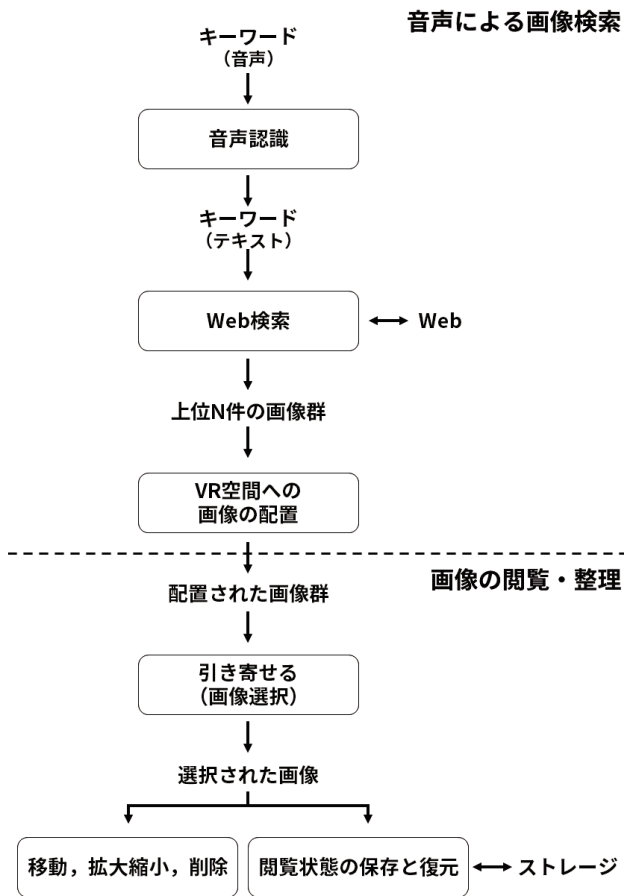 音声による画像検索
キーワード
（音声）
音声認識
キーワード
（テキスト）
Web検索
Web
上位N件の画像群
VR空間への
画像の配置
配置された画像群
画像の閲覧・整理
引き寄せる
（画像選択）
選択された画像
移動，拡大縮小，削除
閲覧状態の保存と復元
ストレージ